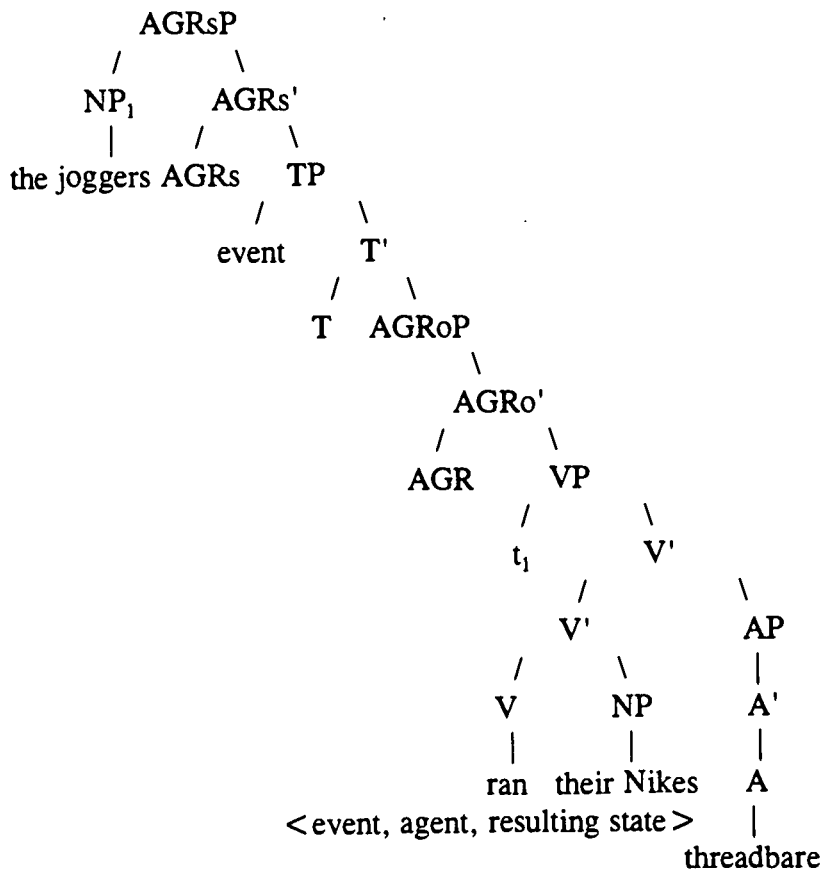 AGRsP
NP₁ AGRs'
the joggers AGRs TP
event T'
T AGRoP
AGRo'
AGR VP
t₁ V'
V' AP
V NP A'
ran their Nikes A
<event, agent, resulting state>
threadbare